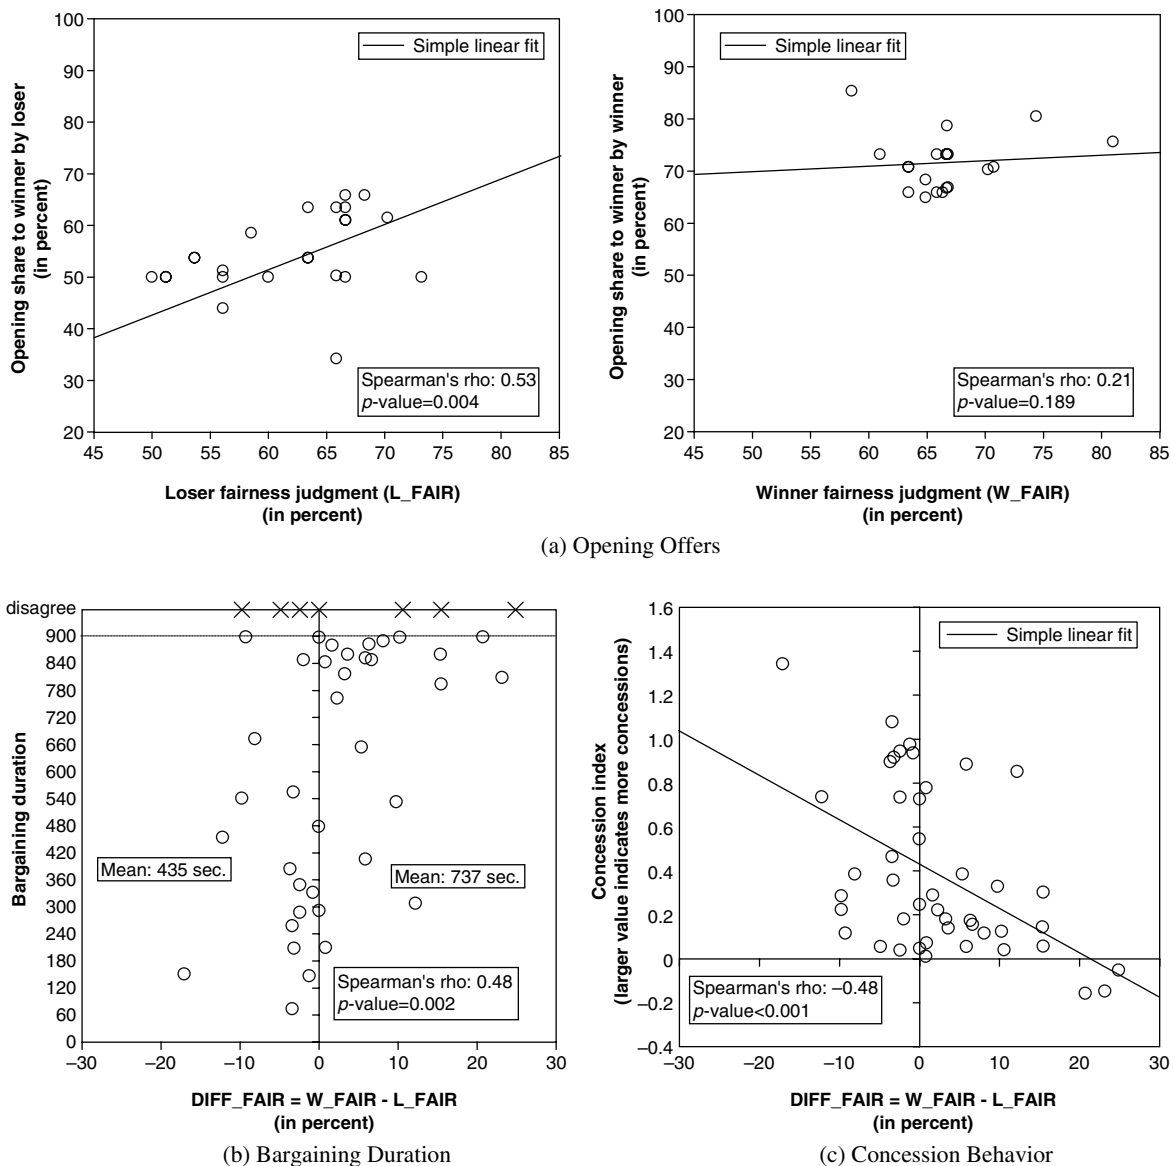 100
90
80
70
60
50
40
30
20
Opening share to winner by loser
(in percent)
Simple linear fit
Spearman's rho: 0.53
p-value=0.004
45 50 55 60 65 70 75 80 85
Loser fairness judgment (L_FAIR)
(in percent)
100
90
80
70
60
50
40
30
20
Opening share to winner by winner
(in percent)
Simple linear fit
Spearman's rho: 0.21
p-value=0.189
45 50 55 60 65 70 75 80 85
Winner fairness judgment (W_FAIR)
(in percent)
(a) Opening Offers
disagree
900
840
780
720
660
600
540
480
420
360
300
240
180
120
60
0
Bargaining duration
Mean: 435 sec.
Mean: 737 sec.
Spearman's rho: 0.48
p-value=0.002
−30 −20 −10 0 10 20 30
DIFF_FAIR = W_FAIR - L_FAIR
(in percent)
(b) Bargaining Duration
1.6
1.4
1.2
1.0
0.8
0.6
0.4
0.2
0
−0.2
−0.4
Concession index
(larger value indicates more concessions)
Simple linear fit
−20 −10 0 10 20 30
Spearman's rho: −0.48
p-value<0.001
−30 −20 −10 0 10 20 30
DIFF_FAIR = W_FAIR - L_FAIR
(in percent)
(c) Concession Behavior